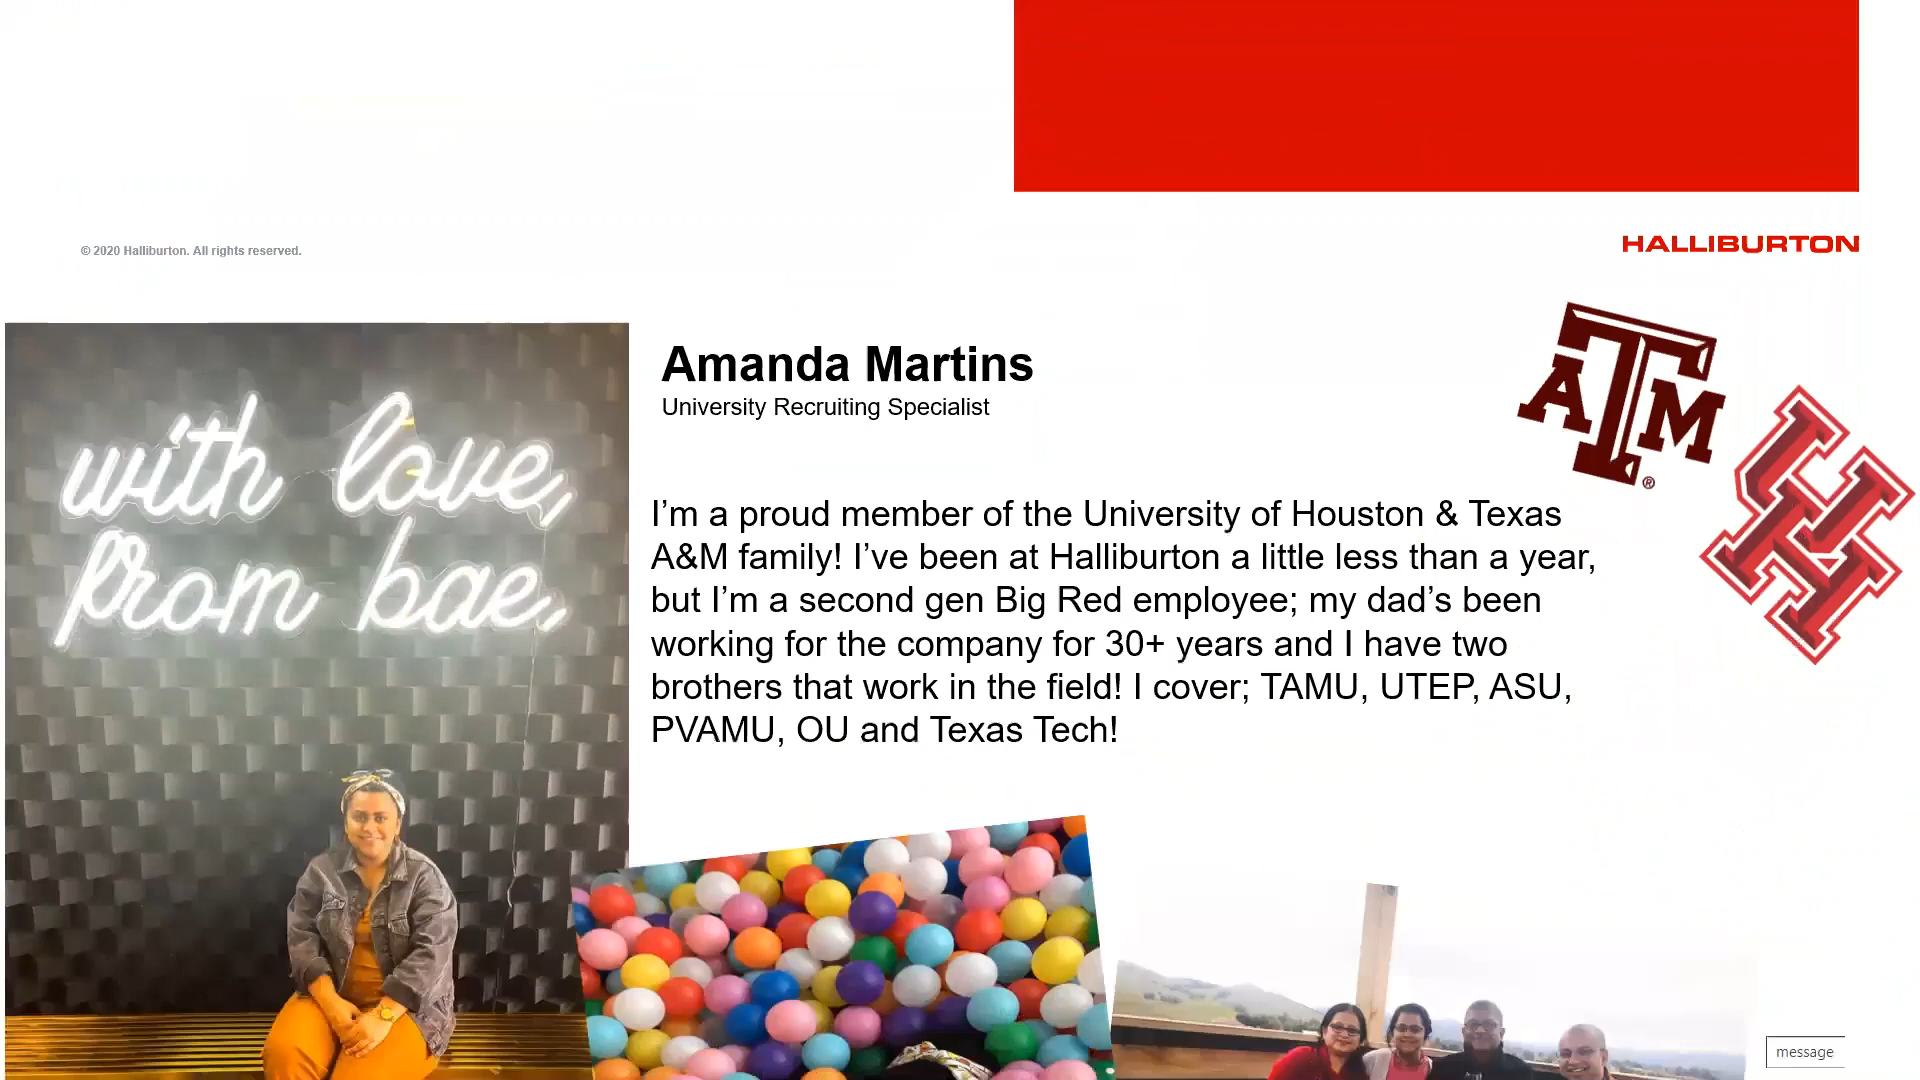 © 2020 Halliburton. All rights reserved.
HALLIBURTON
with love,
from bae.
Amanda Martins
University Recruiting Specialist
ATM
®
UH
I’m a proud member of the University of Houston & Texas
A&M family! I’ve been at Halliburton a little less than a year,
but I’m a second gen Big Red employee; my dad’s been
working for the company for 30+ years and I have two
brothers that work in the field! I cover; TAMU, UTEP, ASU,
PVAMU, OU and Texas Tech!
message